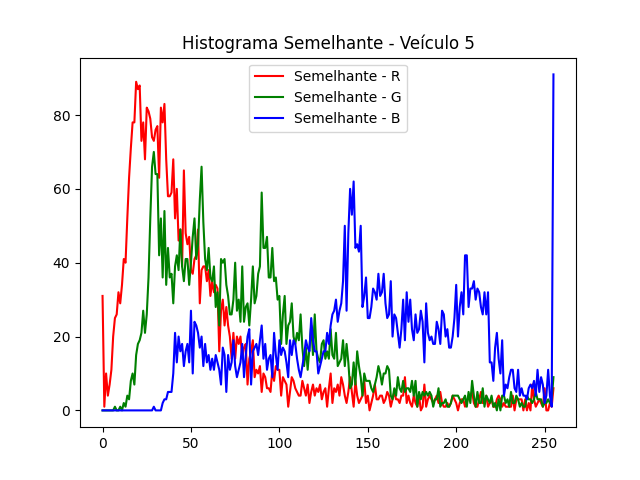 Histograma Semelhante - Veículo 5
Semelhante - R
Semelhante - G
Semelhante - B
80
60
40
20
0
0 50 100 150 200 250